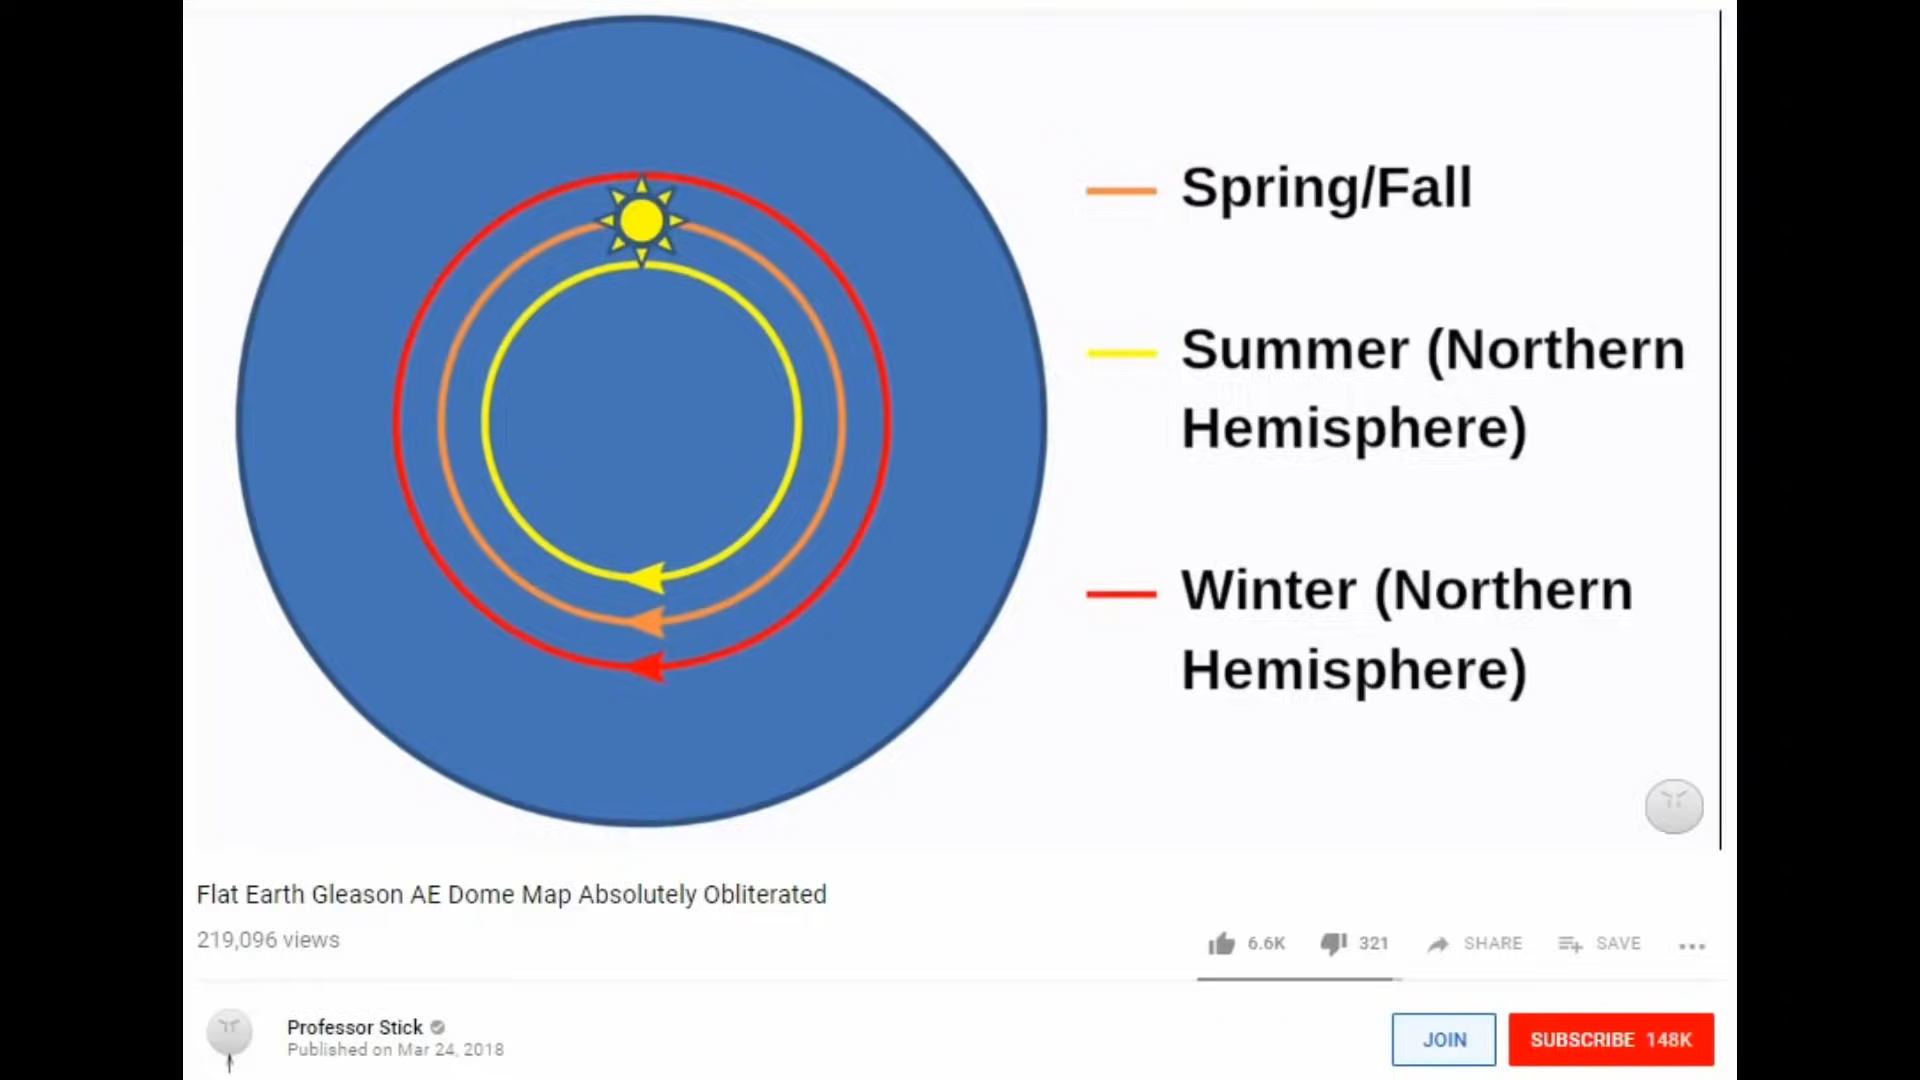 Spring/Fall
Summer (Northern
Hemisphere)
Winter (Northern
Hemisphere)
Flat Earth Gleason AE Dome Map Absolutely Obliterated
219,096 views
6.6K 321 SHARE SAVE
Professor Stick
Published on Mar 24, 2018
JOIN SUBSCRIBE 148K